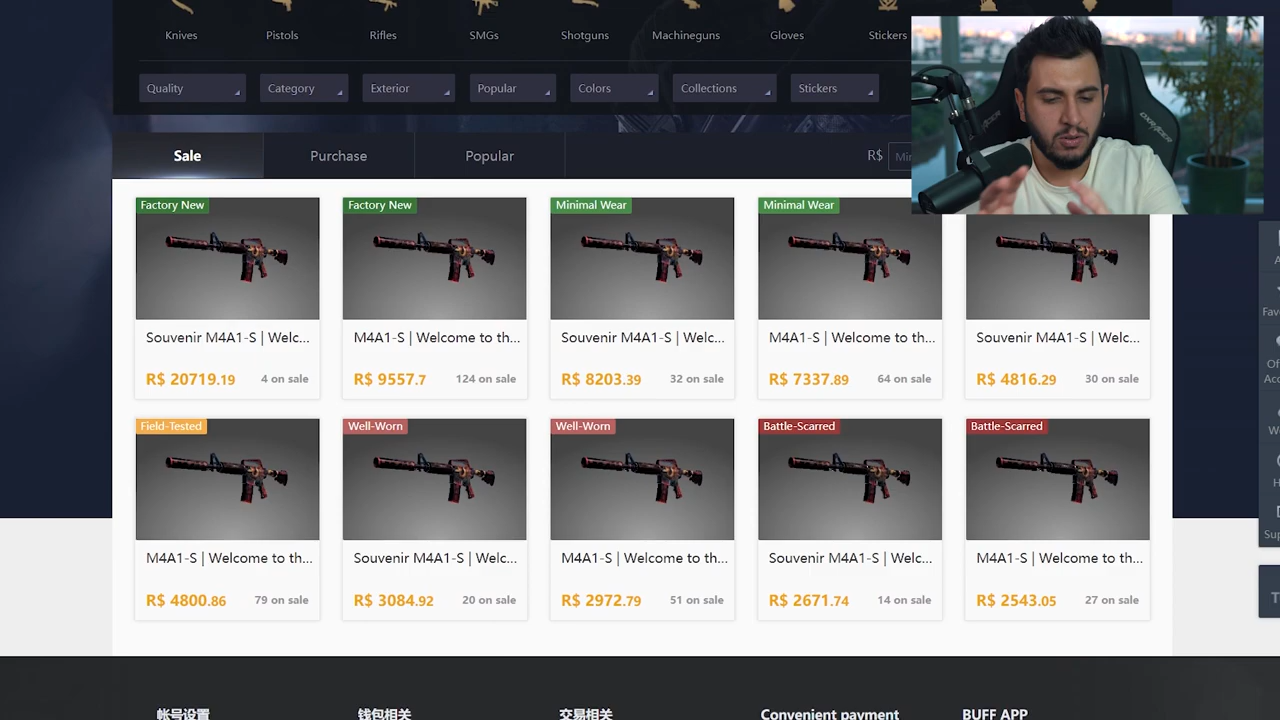 Knives Pistols Rifles SMGs Shotguns Machineguns Gloves Stickers
Quality Category Exterior Popular Colors Collections Stickers
Sale Purchase Popular R$
Factory New Factory New Minimal Wear Minimal Wear
Souvenir M4A1-S | Welc... M4A1-S | Welcome to th... Souvenir M4A1-S | Welc... M4A1-S | Welcome to th... Souvenir M4A1-S | Welc...
R$ 20719.19 4 on sale R$ 9557.7 124 on sale R$ 8203.39 32 on sale R$ 7337.89 64 on sale R$ 4816.29 30 on sale
Field-Tested Well-Worn Well-Worn Battle-Scarred Battle-Scarred
M4A1-S | Welcome to th... Souvenir M4A1-S | Welc... M4A1-S | Welcome to th... Souvenir M4A1-S | Welc... M4A1-S | Welcome to th...
R$ 4800.86 79 on sale R$ 3084.92 20 on sale R$ 2972.79 51 on sale R$ 2671.74 14 on sale R$ 2543.05 27 on sale
帐号设置 钱包相关 交易相关 Convenient payment BUFF APP